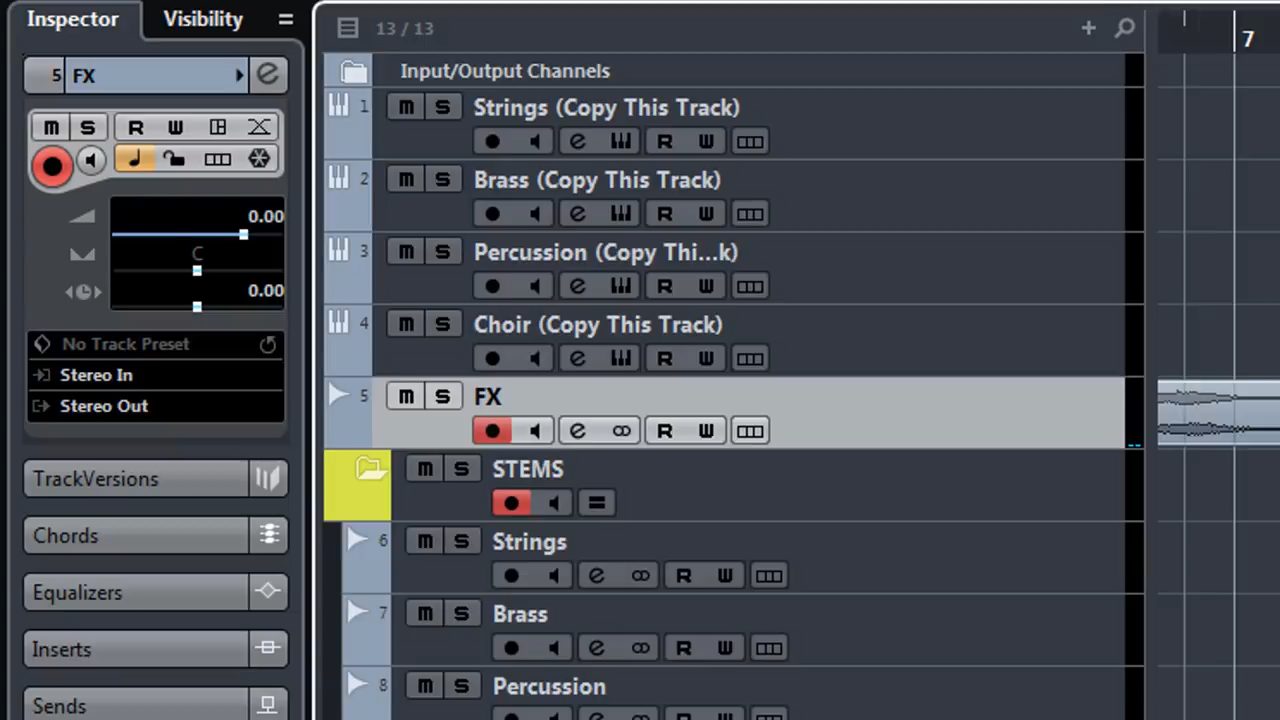 Inspector Visibility
13 / 13
7
5 FX e
Input/Output Channels
M S R W
1 M S Strings (Copy This Track)
e R W
2 M S Brass (Copy This Track)
e R W
3 M S Percussion (Copy Thi...k)
e R W
4 M S Choir (Copy This Track)
e R W
5 M S FX
e R W
M S STEMS
6 M S Strings
e R W
7 M S Brass
e R W
8 M S Percussion
0.00
C
0.00
No Track Preset
Stereo In
Stereo Out
TrackVersions
Chords
Equalizers
Inserts
Sends